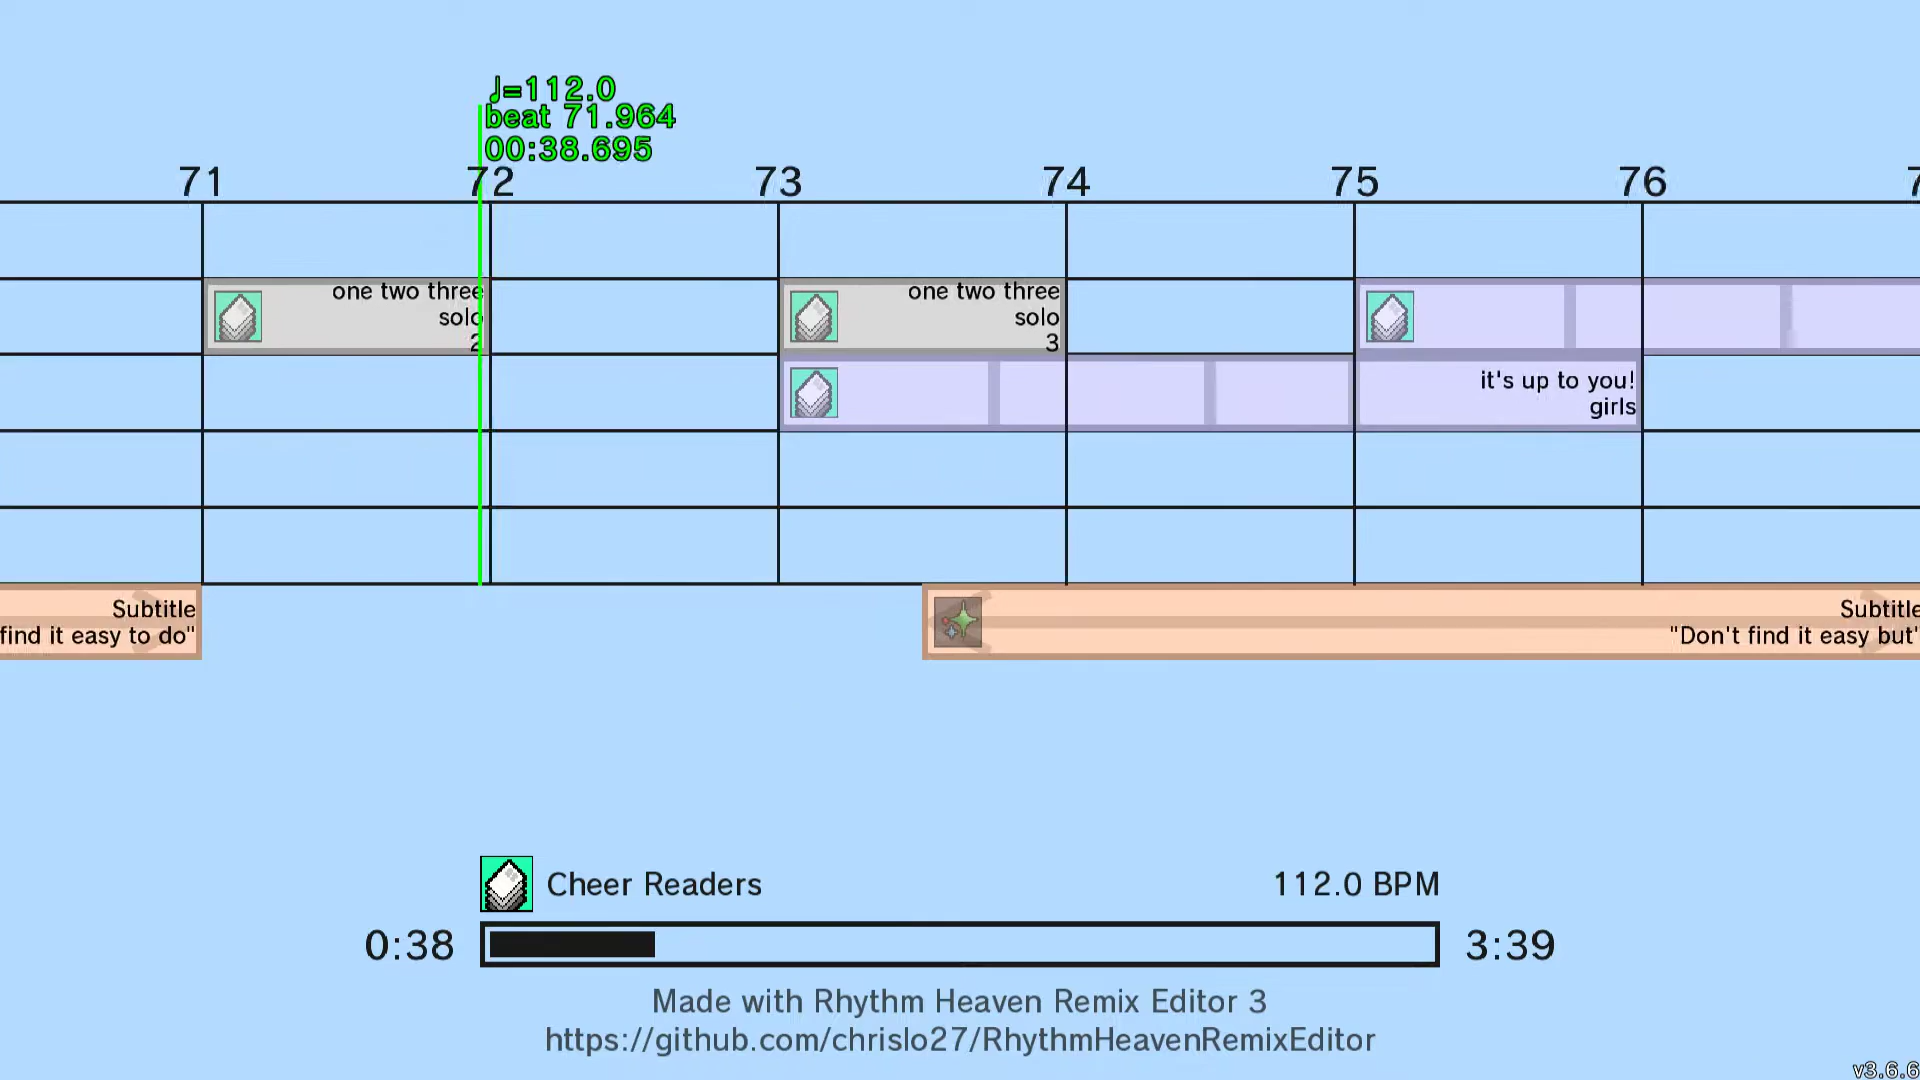 ♩=112.0
beat 71.964
00:38.695
71 72 73 74 75 76
one two three
solo
2
one two three
solo
3
it's up to you!
girls
Subtitle
find it easy to do"
Subtitle
"Don't find it easy but"
Cheer Readers
112.0 BPM
0:38
3:39
Made with Rhythm Heaven Remix Editor 3
https://github.com/chrislo27/RhythmHeavenRemixEditor
v3.6.6